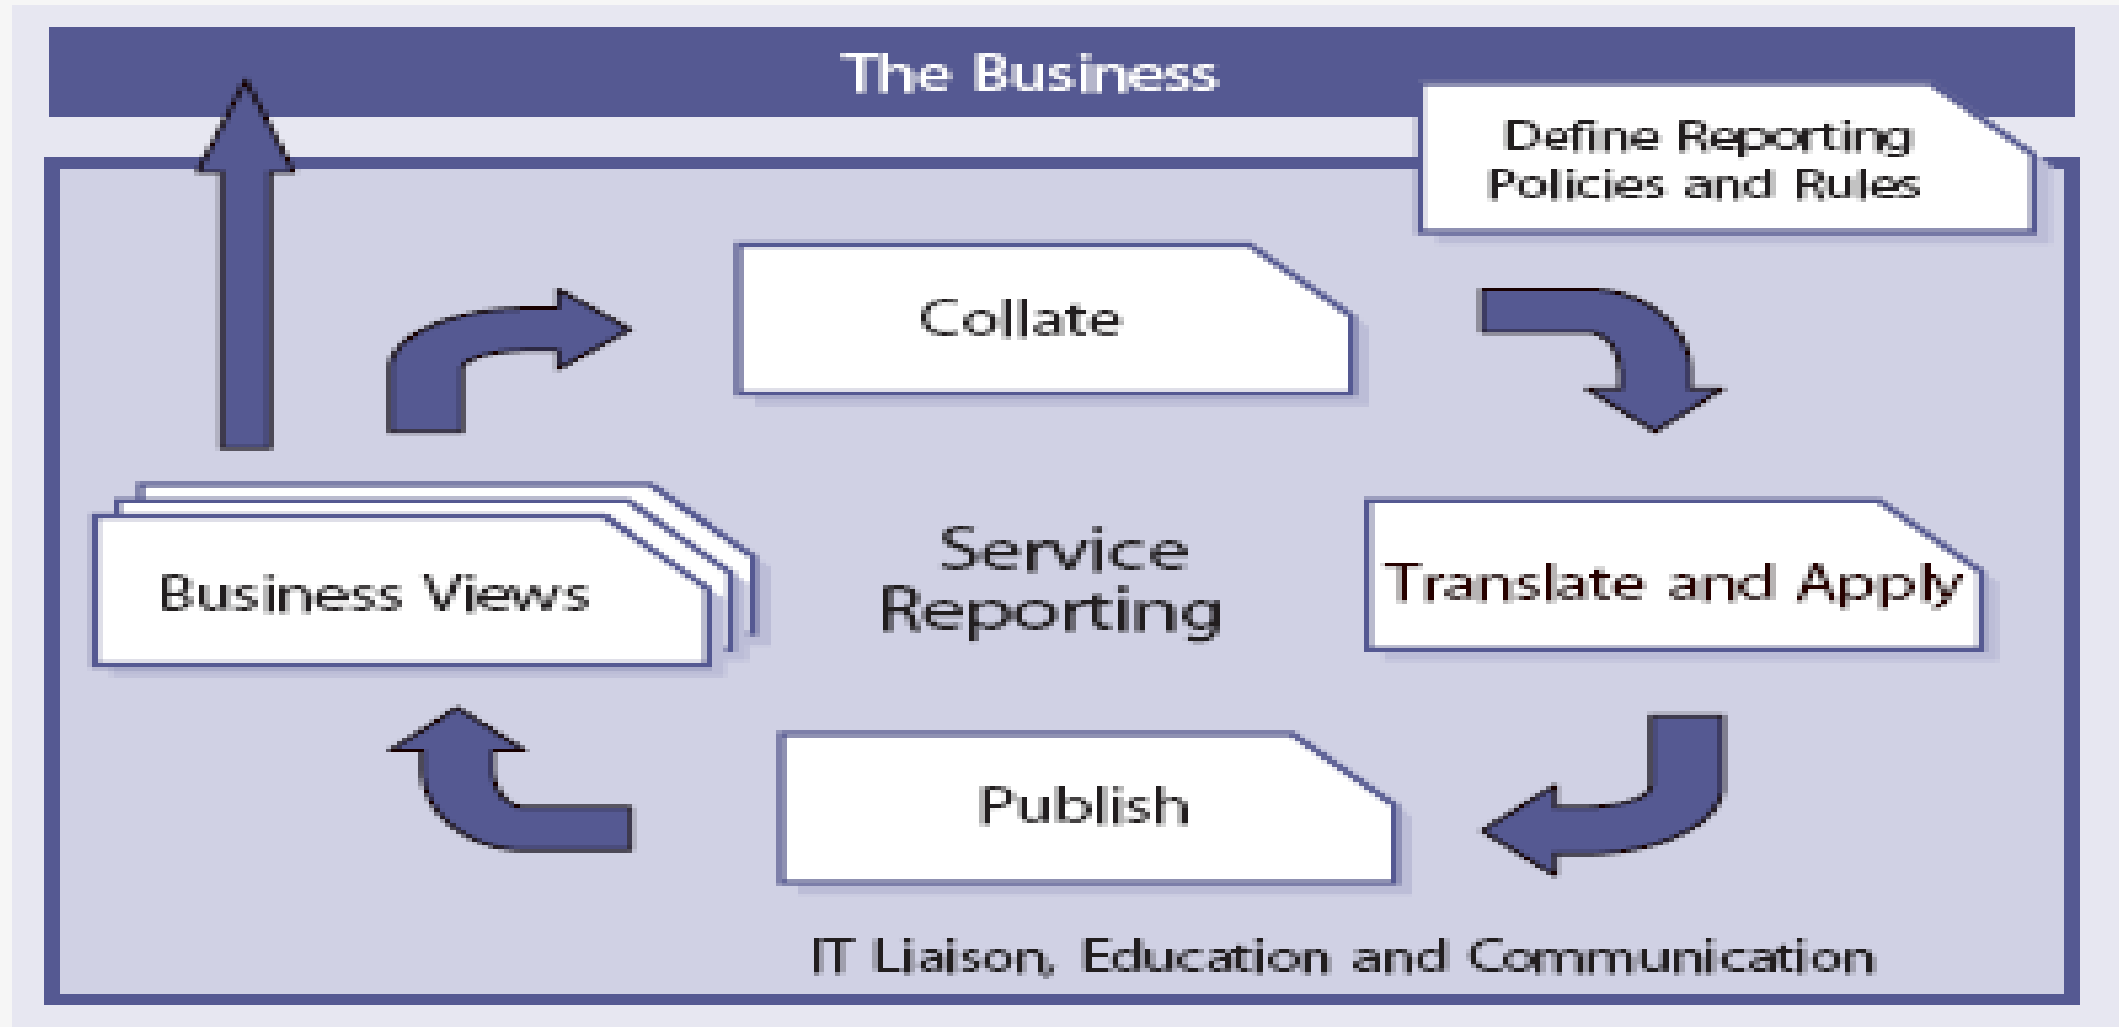 The Business
Define Reporting
Policies and Rules
Collate
Business Views
Service
Reporting
Translate and Apply
Publish
IT Liaison, Education and Communication